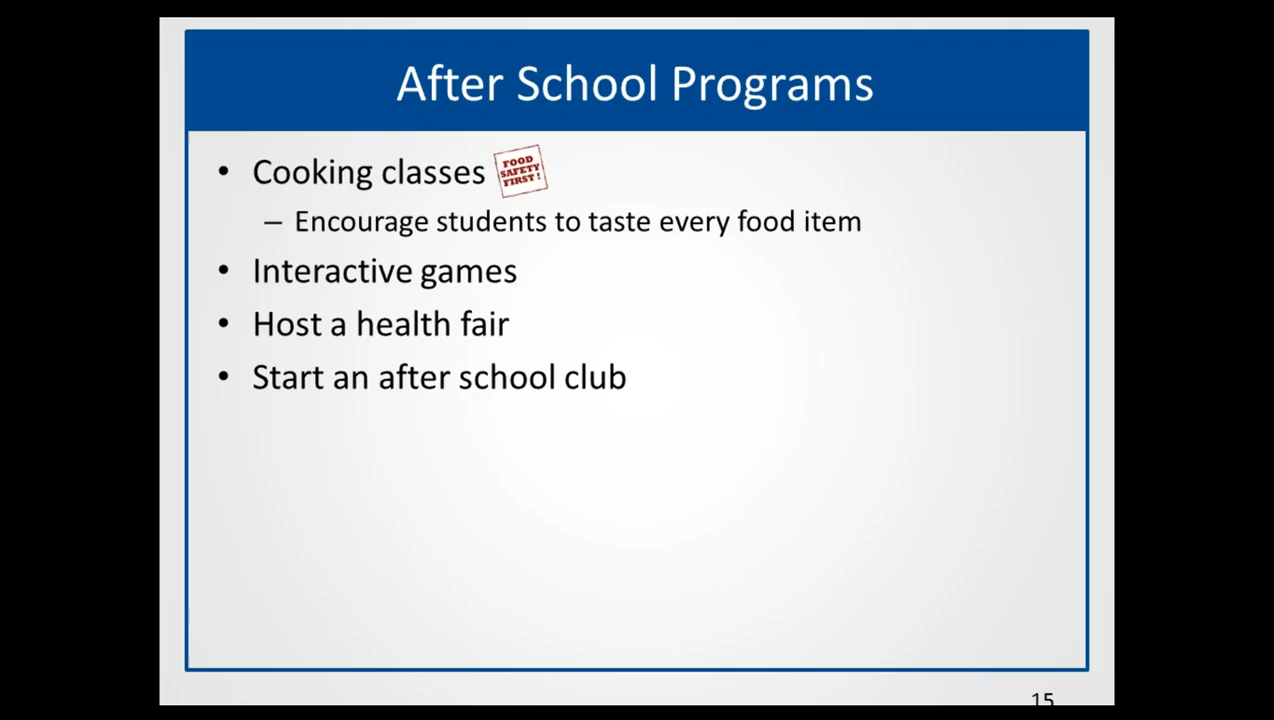 After School Programs
• Cooking classes
FOOD
SAFETY
FIRST!
– Encourage students to taste every food item
• Interactive games
• Host a health fair
• Start an after school club
15